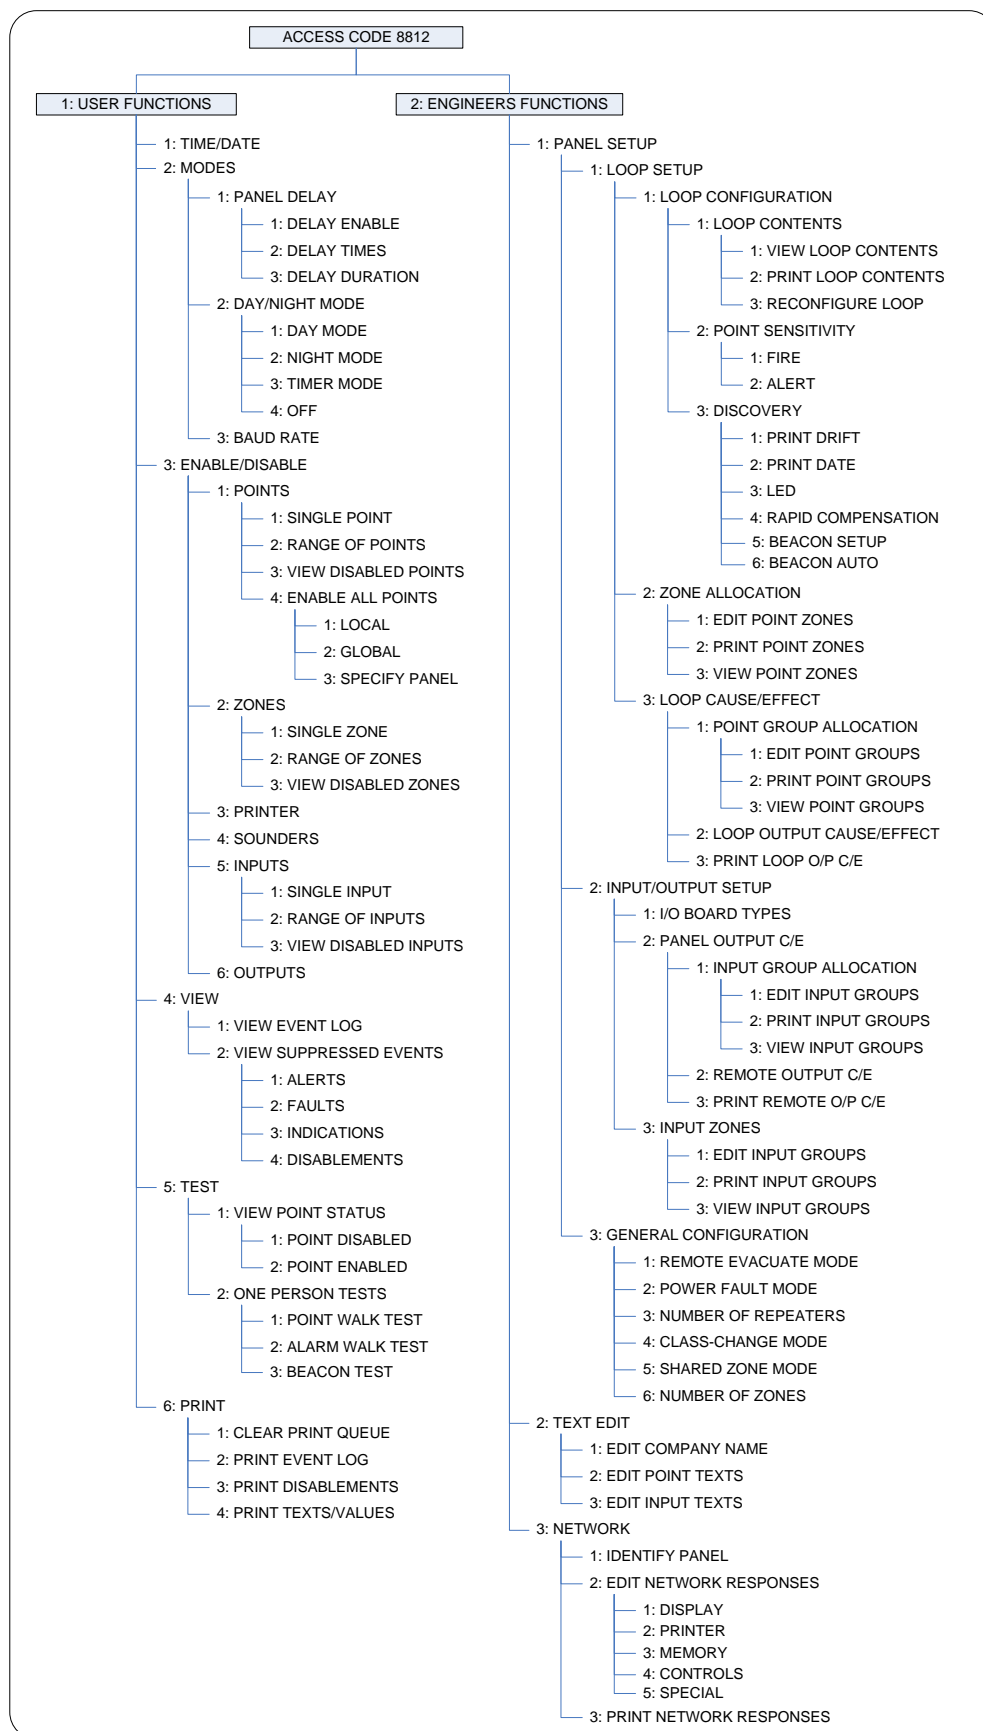 ACCESS CODE 8812
1: USER FUNCTIONS
1: TIME/DATE
2: MODES
1: PANEL DELAY
1: DELAY ENABLE
2: DELAY TIMES
3: DELAY DURATION
2: DAY/NIGHT MODE
1: DAY MODE
2: NIGHT MODE
3: TIMER MODE
4: OFF
3: BAUD RATE
3: ENABLE/DISABLE
1: POINTS
1: SINGLE POINT
2: RANGE OF POINTS
3: VIEW DISABLED POINTS
4: ENABLE ALL POINTS
1: LOCAL
2: GLOBAL
3: SPECIFY PANEL
2: ZONES
1: SINGLE ZONE
2: RANGE OF ZONES
3: VIEW DISABLED ZONES
3: PRINTER
4: SOUNDERS
5: INPUTS
1: SINGLE INPUT
2: RANGE OF INPUTS
3: VIEW DISABLED INPUTS
6: OUTPUTS
4: VIEW
1: VIEW EVENT LOG
2: VIEW SUPPRESSED EVENTS
1: ALERTS
2: FAULTS
3: INDICATIONS
4: DISABLEMENTS
5: TEST
1: VIEW POINT STATUS
1: POINT DISABLED
2: POINT ENABLED
2: ONE PERSON TESTS
1: POINT WALK TEST
2: ALARM WALK TEST
3: BEACON TEST
6: PRINT
1: CLEAR PRINT QUEUE
2: PRINT EVENT LOG
3: PRINT DISABLEMENTS
4: PRINT TEXTS/VALUES
2: ENGINEERS FUNCTIONS
1: PANEL SETUP
1: LOOP SETUP
1: LOOP CONFIGURATION
1: LOOP CONTENTS
1: VIEW LOOP CONTENTS
2: PRINT LOOP CONTENTS
3: RECONFIGURE LOOP
2: POINT SENSITIVITY
1: FIRE
2: ALERT
3: DISCOVERY
1: PRINT DRIFT
2: PRINT DATE
3: LED
4: RAPID COMPENSATION
5: BEACON SETUP
6: BEACON AUTO
2: ZONE ALLOCATION
1: EDIT POINT ZONES
2: PRINT POINT ZONES
3: VIEW POINT ZONES
3: LOOP CAUSE/EFFECT
1: POINT GROUP ALLOCATION
1: EDIT POINT GROUPS
2: PRINT POINT GROUPS
3: VIEW POINT GROUPS
2: LOOP OUTPUT CAUSE/EFFECT
3: PRINT LOOP O/P C/E
2: INPUT/OUTPUT SETUP
1: I/O BOARD TYPES
2: PANEL OUTPUT C/E
1: INPUT GROUP ALLOCATION
1: EDIT INPUT GROUPS
2: PRINT INPUT GROUPS
3: VIEW INPUT GROUPS
2: REMOTE OUTPUT C/E
3: PRINT REMOTE O/P C/E
3: INPUT ZONES
1: EDIT INPUT GROUPS
2: PRINT INPUT GROUPS
3: VIEW INPUT GROUPS
3: GENERAL CONFIGURATION
1: REMOTE EVACUATE MODE
2: POWER FAULT MODE
3: NUMBER OF REPEATERS
4: CLASS-CHANGE MODE
5: SHARED ZONE MODE
6: NUMBER OF ZONES
2: TEXT EDIT
1: EDIT COMPANY NAME
2: EDIT POINT TEXTS
3: EDIT INPUT TEXTS
3: NETWORK
1: IDENTIFY PANEL
2: EDIT NETWORK RESPONSES
1: DISPLAY
2: PRINTER
3: MEMORY
4: CONTROLS
5: SPECIAL
3: PRINT NETWORK RESPONSES